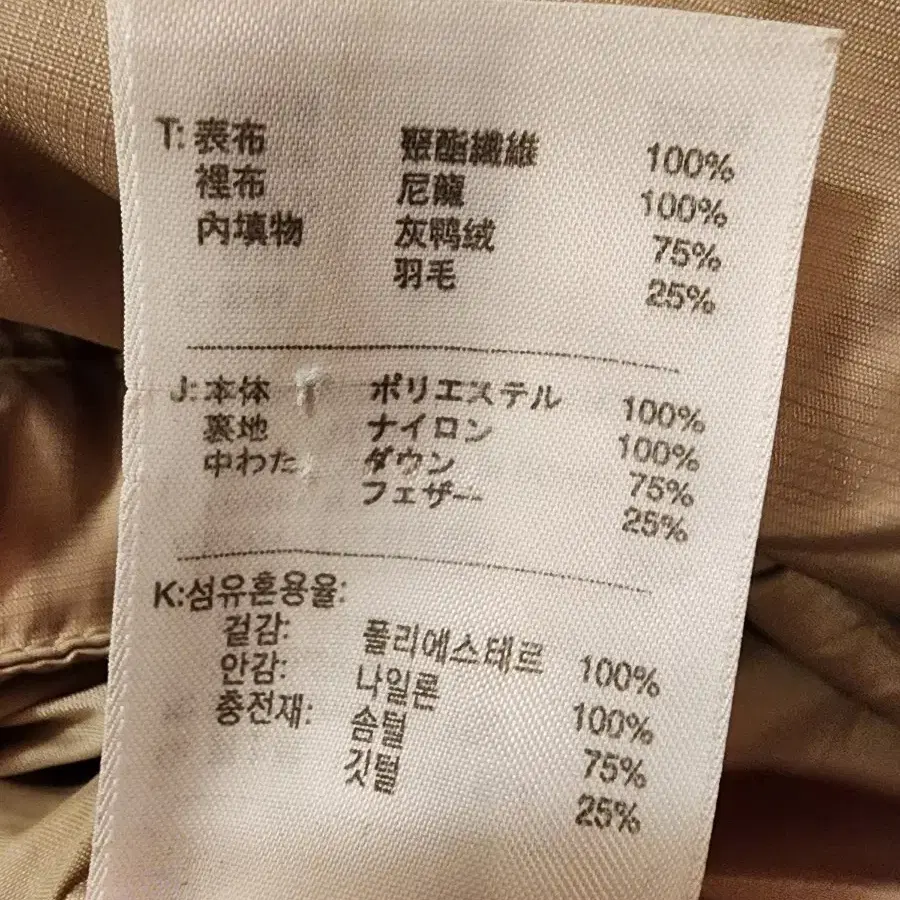 T: 表布 聚酯纖維 100%
裡布 尼龍 100%
內填物 灰鸭绒 75%
羽毛 25%
J: 本体 ポリエステル 100%
裏地 ナイロン 100%
中わた ダウン 75%
フェザー 25%
K:섬유혼용율:
겉감: 폴리에스테르 100%
안감: 나일론 100%
충전재: 솜털 75%
깃털 25%